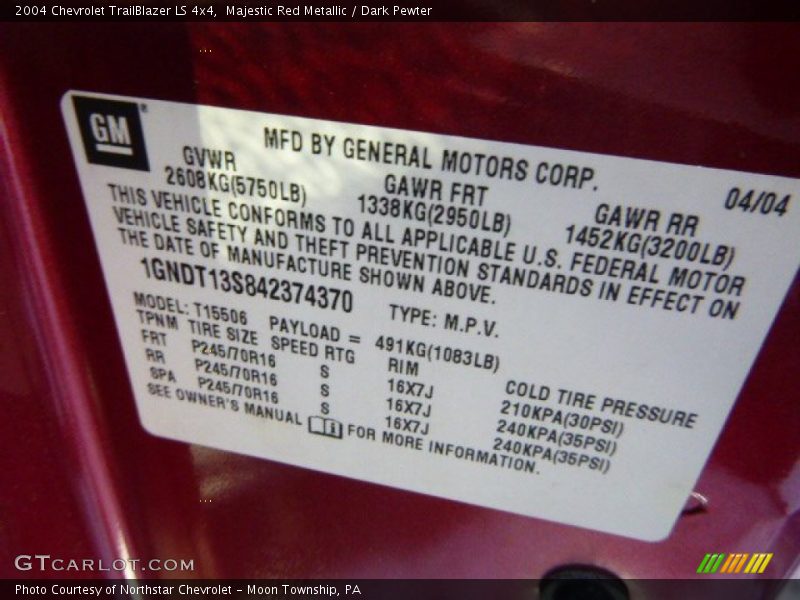 2004 Chevrolet TrailBlazer LS 4x4,  Majestic Red Metallic / Dark Pewter
GM®
MFD BY GENERAL MOTORS CORP.
04/04
GVWR GAWR FRT GAWR RR
2608KG(5750LB) 1338KG(2950LB) 1452KG(3200LB)
THIS VEHICLE CONFORMS TO ALL APPLICABLE U.S. FEDERAL MOTOR
VEHICLE SAFETY AND THEFT PREVENTION STANDARDS IN EFFECT ON
THE DATE OF MANUFACTURE SHOWN ABOVE.
1GNDT13S842374370 TYPE: M.P.V.
MODEL: T15506 PAYLOAD = 491KG(1083LB)
TPNM TIRE SIZE SPEED RTG RIM COLD TIRE PRESSURE
FRT P245/70R16 S 16X7J 210KPA(30PSI)
RR P245/70R16 S 16X7J 240KPA(35PSI)
SPA P245/70R16 S 16X7J 240KPA(35PSI)
SEE OWNER'S MANUAL FOR MORE INFORMATION.
GTCARLOT.COM
Photo Courtesy of Northstar Chevrolet - Moon Township, PA